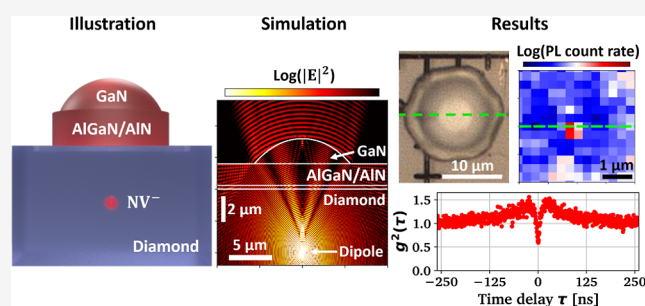 Illustration
GaN
AlGaN/AlN
NV⁻
Diamond
Simulation
Log(|E|²)
GaN
AlGaN/AlN
Diamond
2 μm
5 μm
Dipole
Results
Log(PL count rate)
10 μm
1 μm
g²(τ)
1.5
1.0
0.5
0.0
-250
-125
0
125
250
Time delay τ [ns]